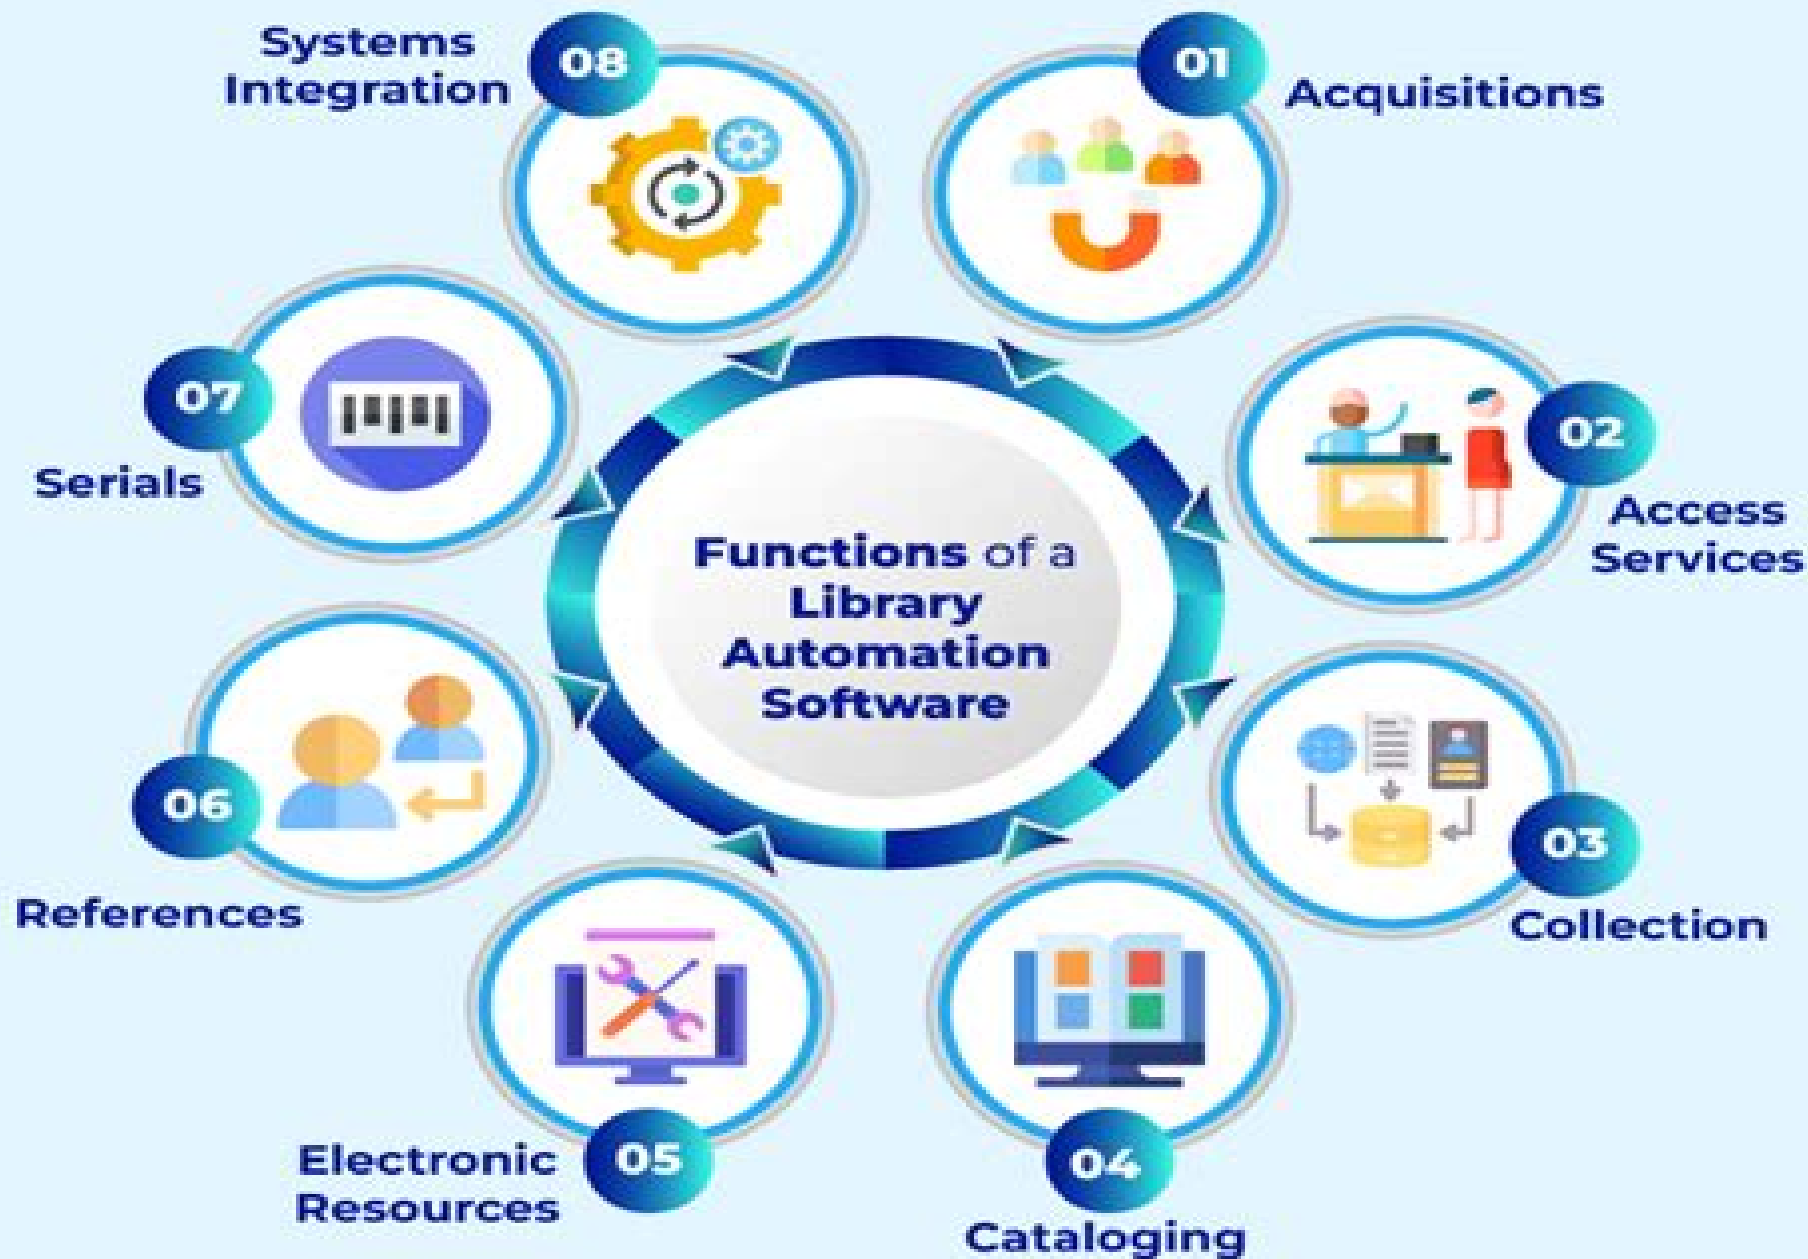 Functions of a
Library
Automation
Software
01
Acquisitions
02
Access
Services
03
Collection
04
Cataloging
05
Electronic
Resources
06
References
07
Serials
08
Systems
Integration